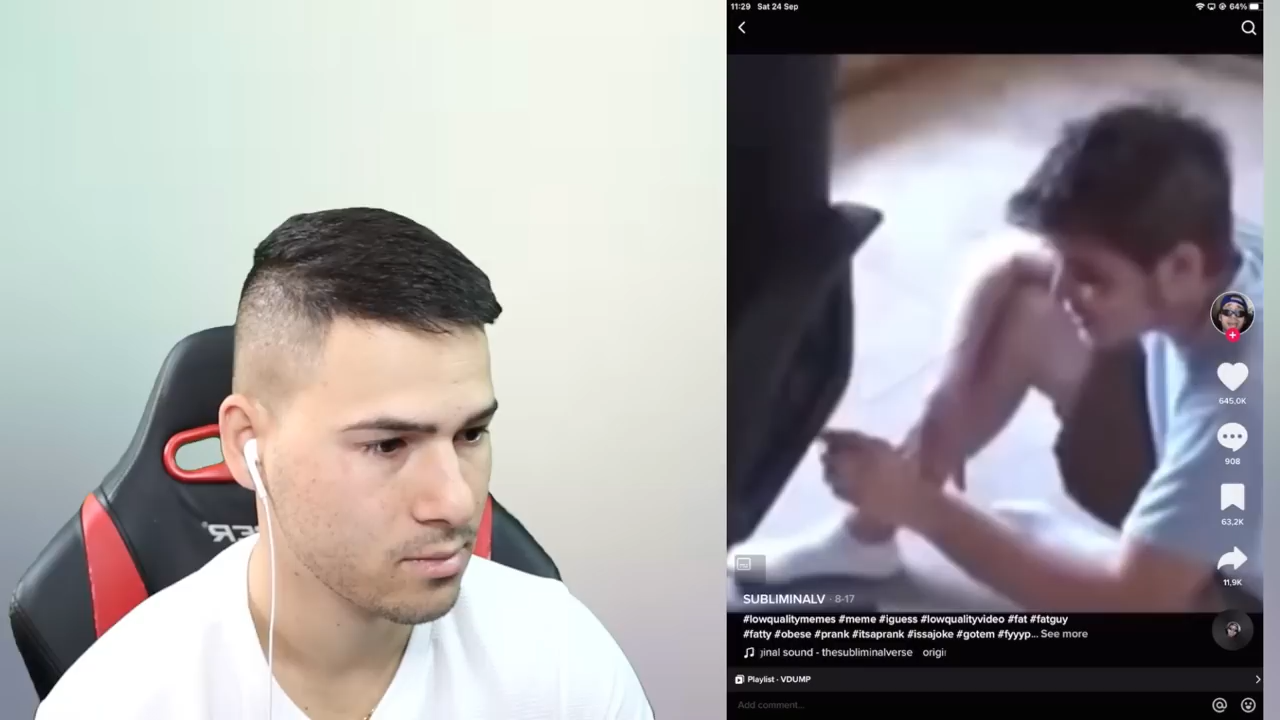 11:29 Sat 24 Sep
64%
645,0K
908
63,2K
11,9K
SUBLIMINALV · 8-17
#lowqualitymemes #meme #iguess #lowqualityvideo #fat #fatguy
#fatty #obese #prank #itsaprank #issajoke #gotem #fyyyp... See more
ginal sound - thesubliminalverse origi
Playlist · VDUMP
Add comment...